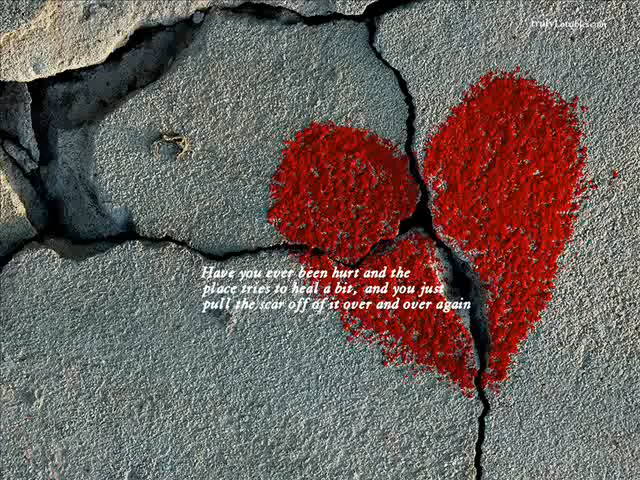 Have you ever been hurt and the
place tries to heal a bit, and you just
pull the scar off of it over and over again